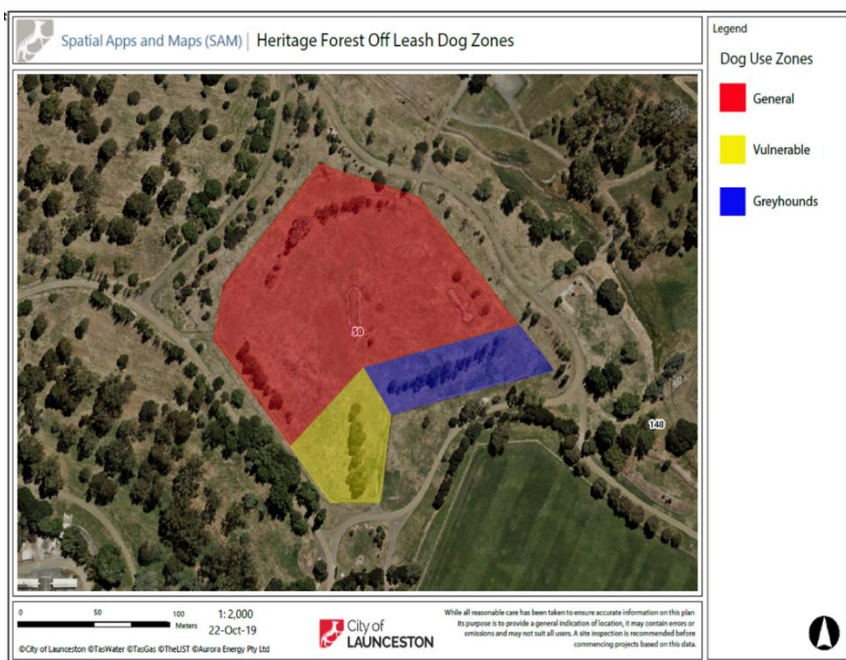 Spatial Apps and Maps (SAM) | Heritage Forest Off Leash Dog Zones
Legend
Dog Use Zones
General
Vulnerable
Greyhounds
50
148
0 50 100
Meters
1: 2,000
22-Oct-19
©City of Launceston ©TasWater ©TasGas ©TheLIST ©Aurora Energy Pty Ltd
City of
LAUNCESTON
While all reasonable care has been taken to ensure accurate information on this plan
its purpose is to provide a general indication of location, it may contain errors or
omissions and may not suit all users. A site inspection is recommended before
commencing projects based on this data.